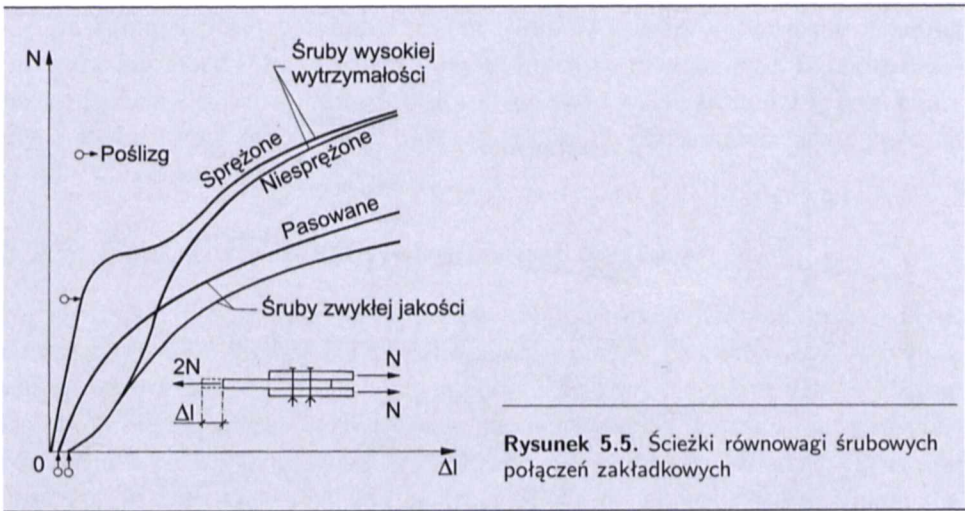 N
Śruby wysokiej
wytrzymałości
Poślizg
Sprężone
Niesprężone
Pasowane
Śruby zwykłej jakości
2N
N
N
Δl
0
Δl
Rysunek 5.5. Ścieżki równowagi śrubowych
połączeń zakładkowych